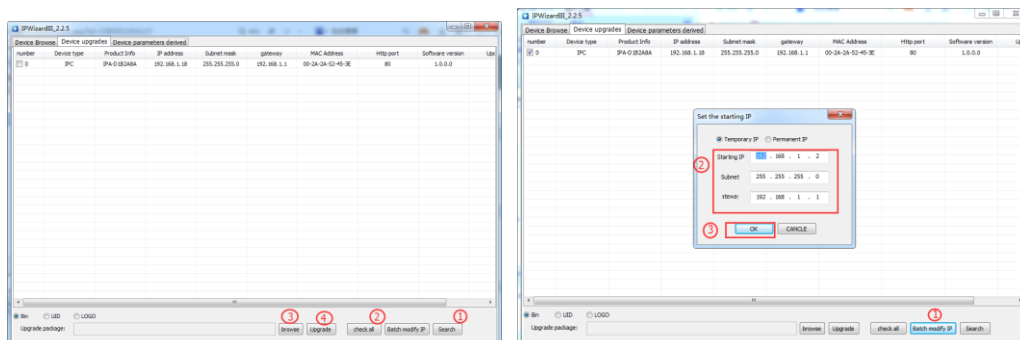 IPWizardIII_2.2.5
Device Browse Device upgrades Device parameters derived
number Device type Product Info IP address Subnet mask gateway MAC Address Http port Software version Upd
0 IPC IPA-D1B2A8A 192.168.1.18 255.255.255.0 192.168.1.1 00-2A-2A-52-45-3E 80 1.0.0.0
③ ④ ② ①
Bin UID LOGO
Upgrade package: browse Upgrade check all Batch modify IP Search
IPWizardIII_2.2.5
Device Browse Device upgrades Device parameters derived
number Device type Product Info IP address Subnet mask gateway MAC Address Http port Software version
0 IPC IPA-D1B2A8A 192.168.1.18 255.255.255.0 192.168.1.1 00-2A-2A-52-45-3E 80 1.0.0.0
Set the starting IP
Temporary IP Permanent IP
② Starting IP 192 . 168 . 1 . 2
Subnet 255 . 255 . 255 . 0
192 . 168 . 1 . 1
③ OK CANCLE
①
Bin UID LOGO
Upgrade package: browse Upgrade check all Batch modify IP Search